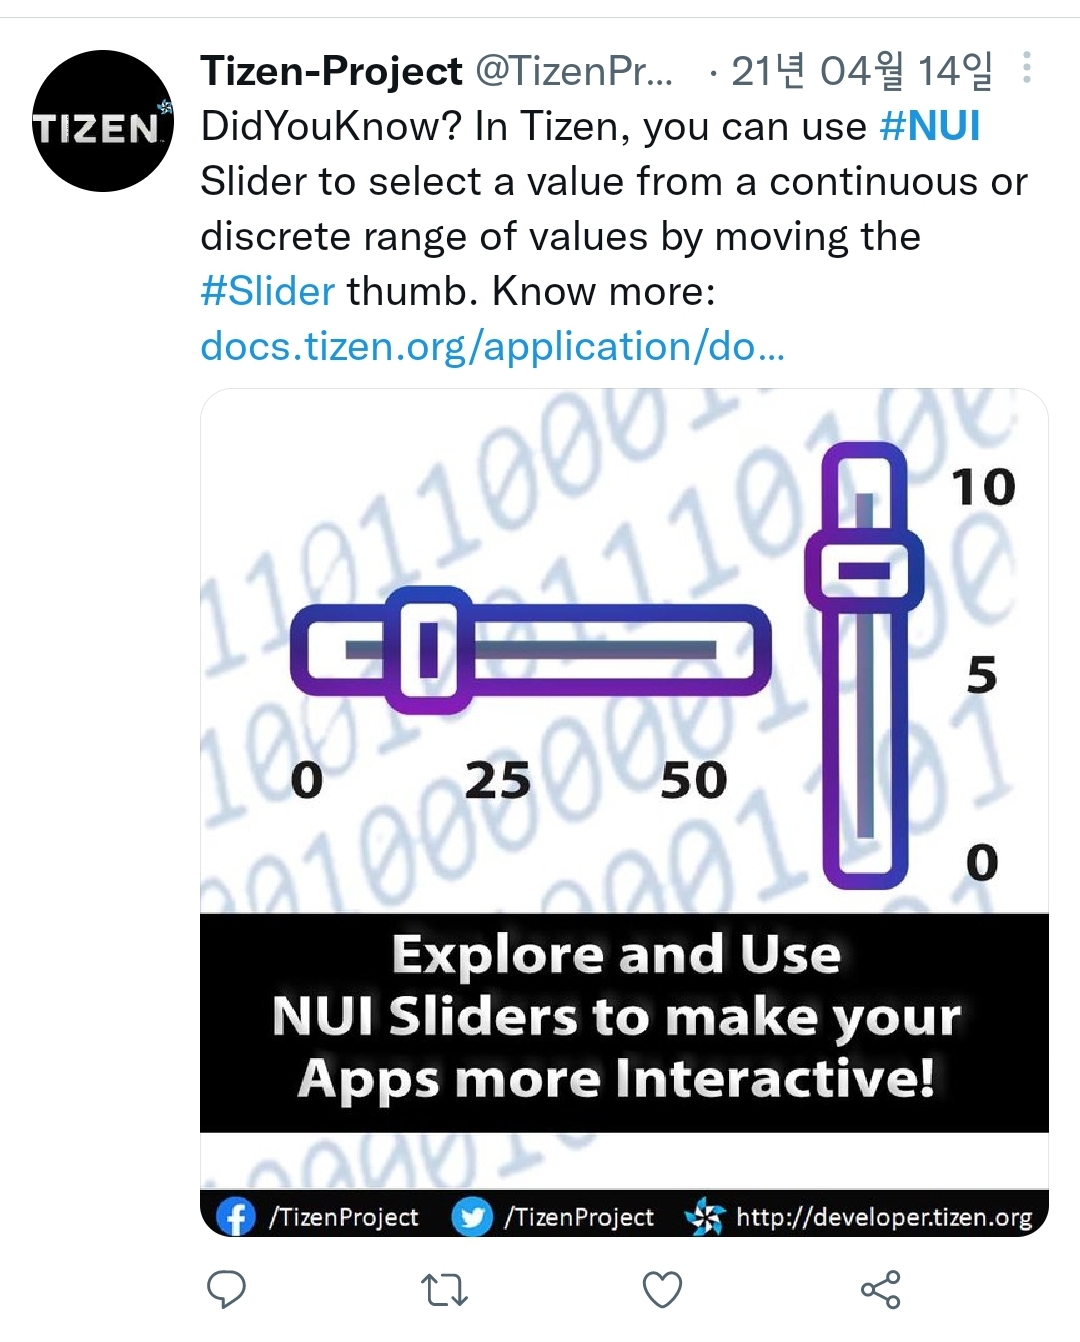 TIZEN
Tizen-Project @TizenPr... · 21년 04월 14일
DidYouKnow? In Tizen, you can use #NUI
Slider to select a value from a continuous or
discrete range of values by moving the
#Slider thumb. Know more:
docs.tizen.org/application/do...
10
5
0
0 25 50
Explore and Use
NUI Sliders to make your
Apps more Interactive!
/TizenProject /TizenProject http://developer.tizen.org